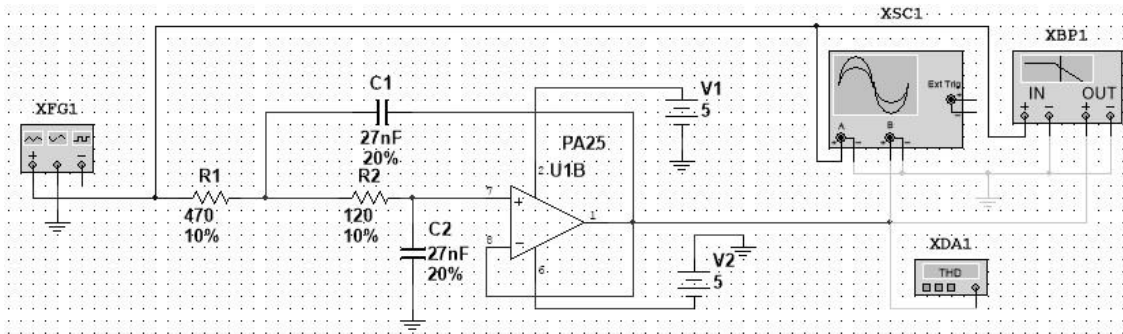 XSC1
XBP1
C1
V1
Ext Trig
+
-
XFG1
5
IN
OUT
+ - + -
27nF
20%
PA25
A
B
+ - + -
+ -
2
U1B
R1
R2
7
+
1
470
10%
120
10%
C2
8
-
27nF
20%
6
V2
5
XDA1
THD